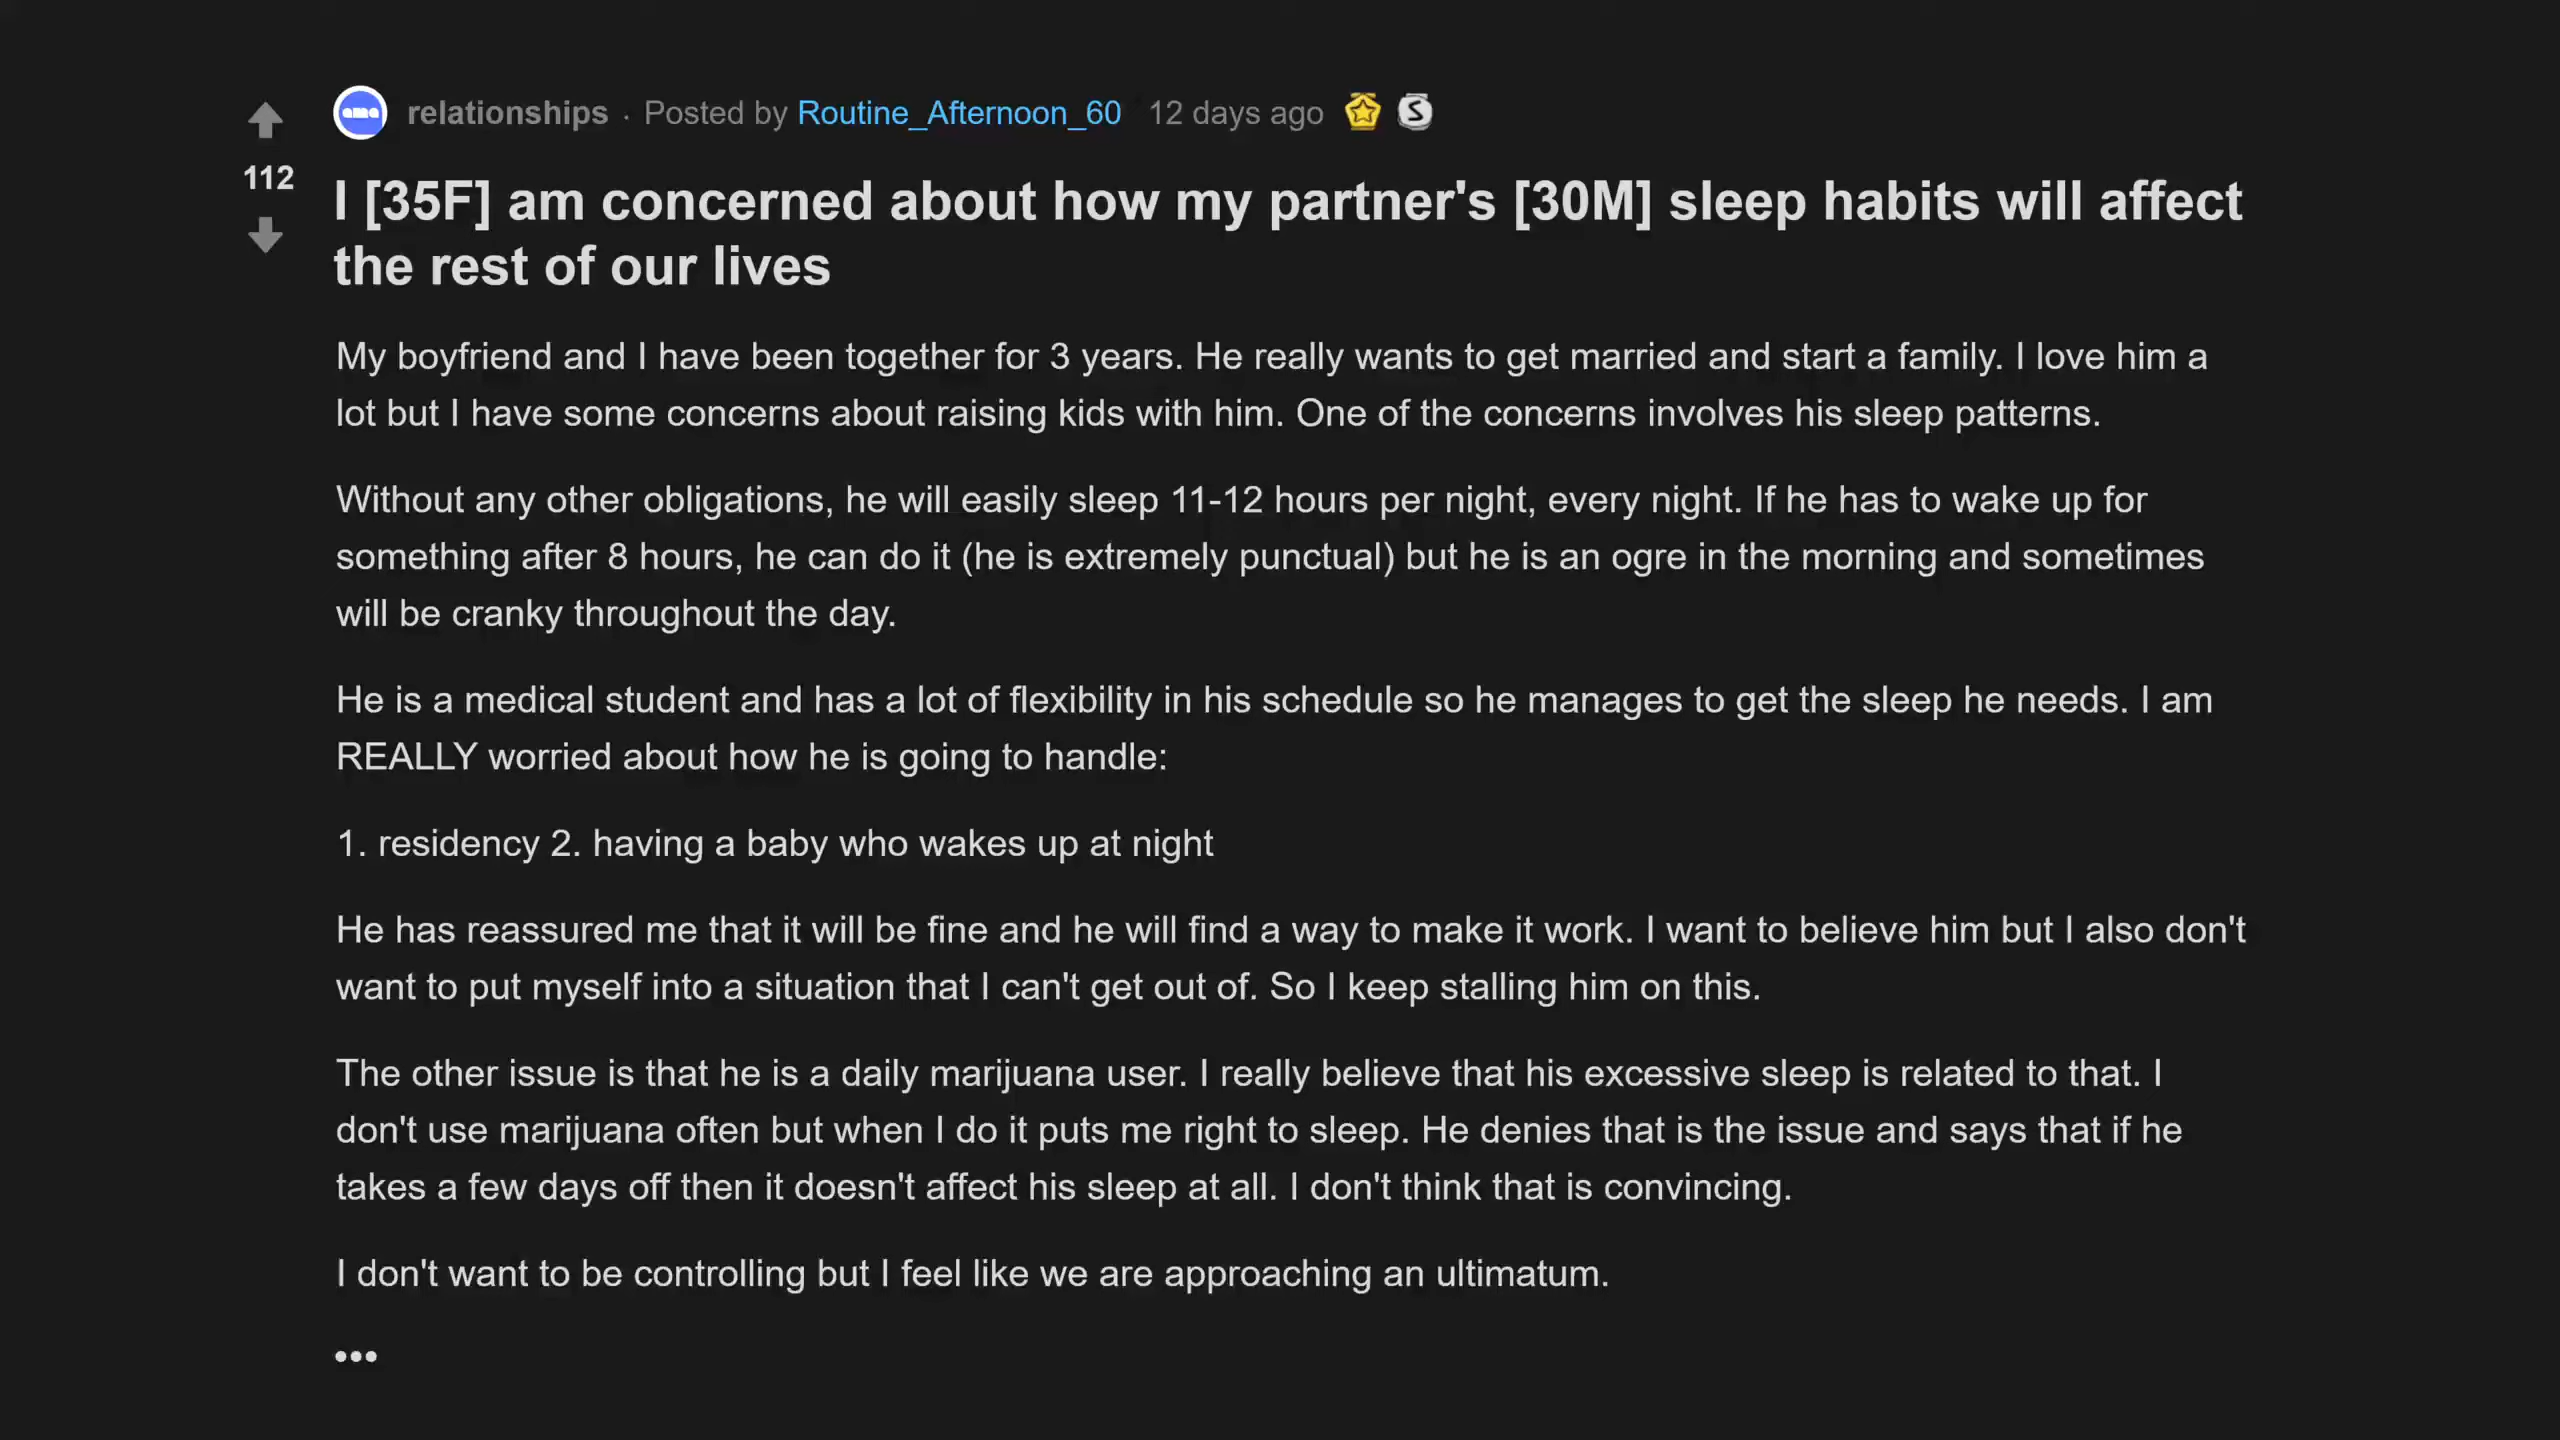 relationships · Posted by Routine_Afternoon_60 12 days ago
112
I [35F] am concerned about how my partner's [30M] sleep habits will affect
the rest of our lives
My boyfriend and I have been together for 3 years. He really wants to get married and start a family. I love him a
lot but I have some concerns about raising kids with him. One of the concerns involves his sleep patterns.
Without any other obligations, he will easily sleep 11-12 hours per night, every night. If he has to wake up for
something after 8 hours, he can do it (he is extremely punctual) but he is an ogre in the morning and sometimes
will be cranky throughout the day.
He is a medical student and has a lot of flexibility in his schedule so he manages to get the sleep he needs. I am
REALLY worried about how he is going to handle:
1. residency 2. having a baby who wakes up at night
He has reassured me that it will be fine and he will find a way to make it work. I want to believe him but I also don't
want to put myself into a situation that I can't get out of. So I keep stalling him on this.
The other issue is that he is a daily marijuana user. I really believe that his excessive sleep is related to that. I
don't use marijuana often but when I do it puts me right to sleep. He denies that is the issue and says that if he
takes a few days off then it doesn't affect his sleep at all. I don't think that is convincing.
I don't want to be controlling but I feel like we are approaching an ultimatum.
•••